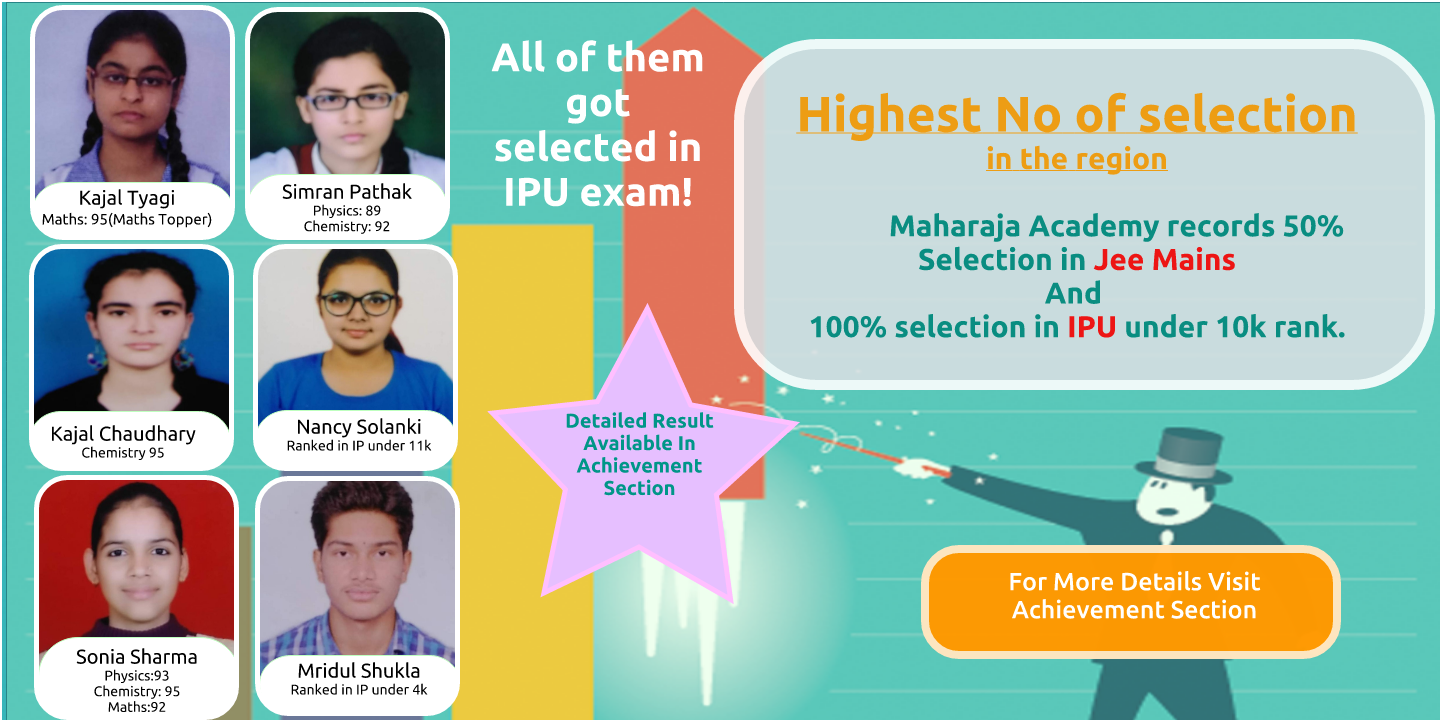 Kajal Tyagi
Maths: 95(Maths Topper)
Simran Pathak
Physics: 89
Chemistry: 92
Kajal Chaudhary
Chemistry 95
Nancy Solanki
Ranked in IP under 11k
Sonia Sharma
Physics:93
Chemistry: 95
Maths:92
Mridul Shukla
Ranked in IP under 4k
All of them
got
selected in
IPU exam!
Detailed Result
Available In
Achievement
Section
Highest No of selection
in the region
Maharaja Academy records 50%
Selection in Jee Mains
And
100% selection in IPU under 10k rank.
For More Details Visit
Achievement Section